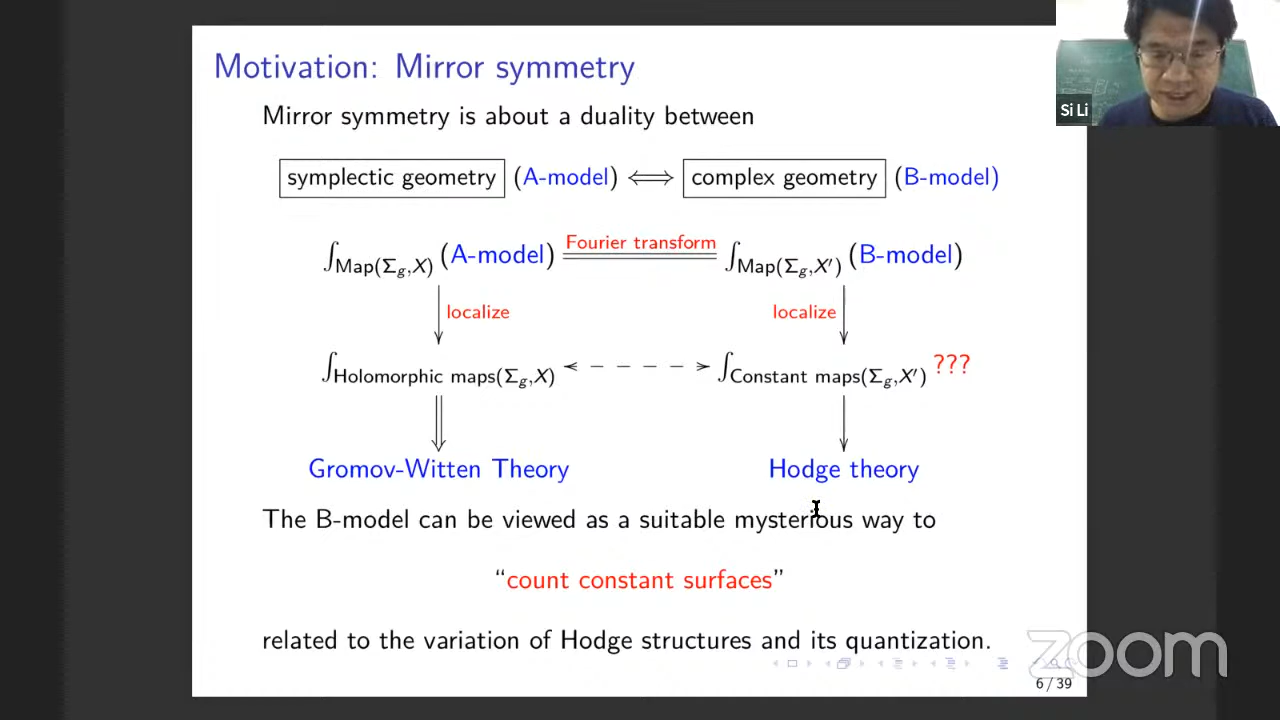 Motivation: Mirror symmetry
Si Li
Mirror symmetry is about a duality between
symplectic geometry (A-model) ⟺ complex geometry (B-model)
∫Map(Σg,X) (A-model) Fourier transform ∫Map(Σg,X′) (B-model)
localize localize
∫Holomorphic maps(Σg,X) ∫Constant maps(Σg,X′) ???
Gromov-Witten Theory Hodge theory
The B-model can be viewed as a suitable mysterious way to
“count constant surfaces”
related to the variation of Hodge structures and its quantization.
zoom
6 / 39